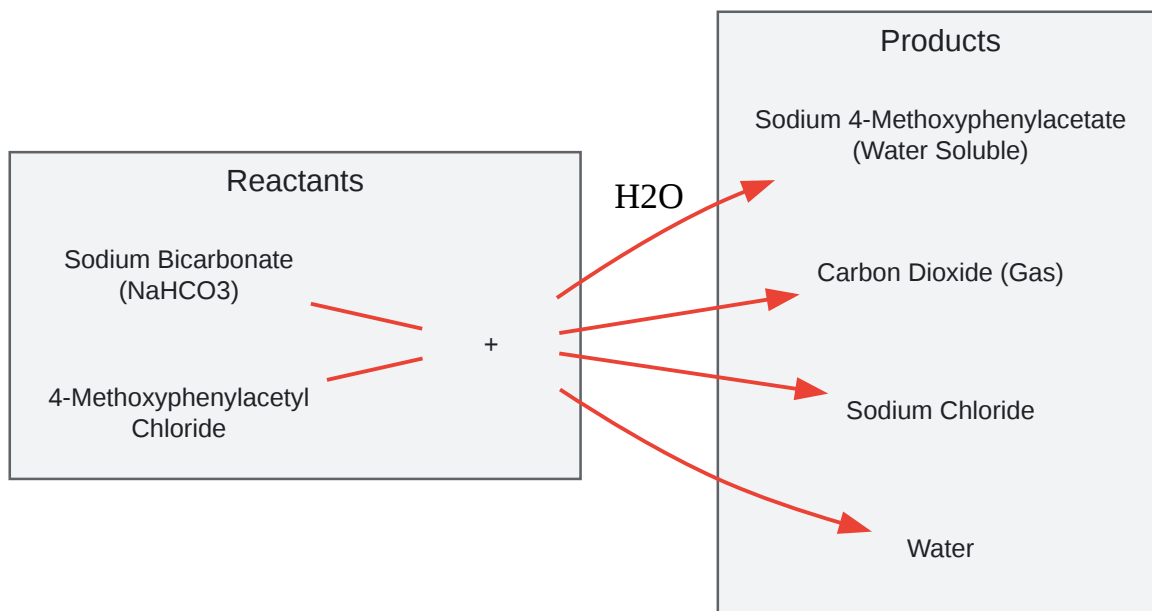 Reactants
Sodium Bicarbonate
(NaHCO3)
+
4-Methoxyphenylacetyl
Chloride
H2O
Products
Sodium 4-Methoxyphenylacetate
(Water Soluble)
Carbon Dioxide (Gas)
Sodium Chloride
Water